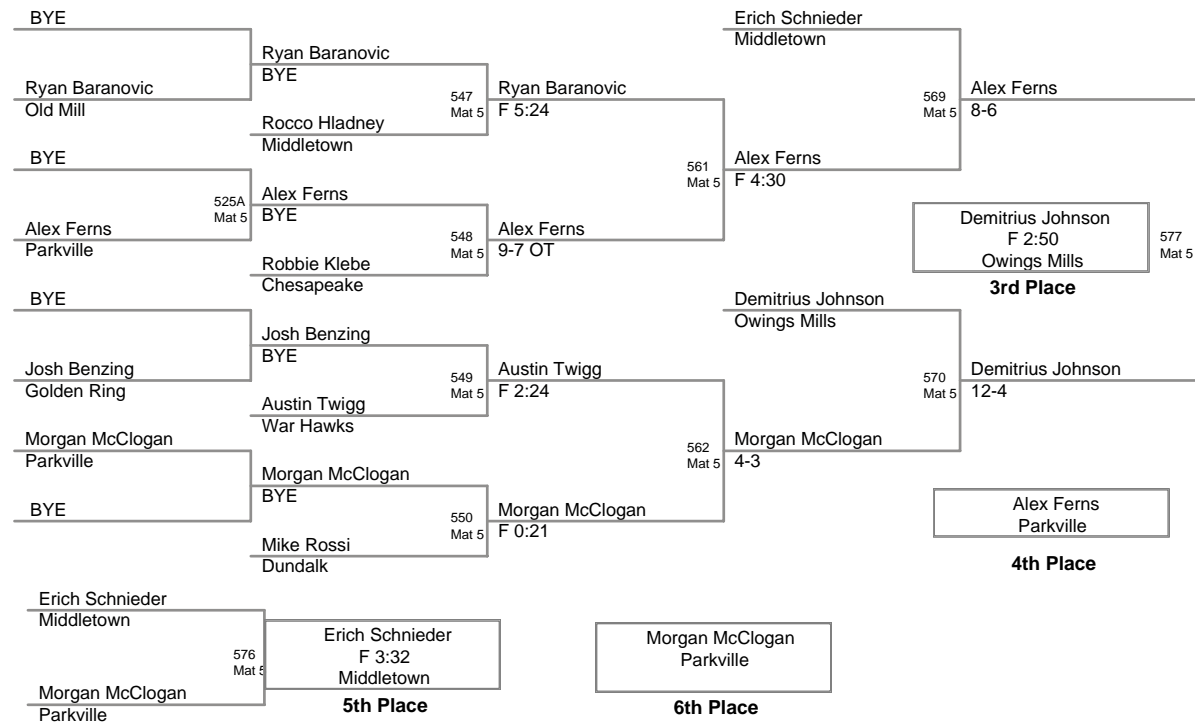 BYE
Ryan Baranovic
Old Mill
BYE
Alex Ferns
Parkville
BYE
Josh Benzing
Golden Ring
Morgan McClogan
Parkville
BYE
525A
Mat 5
Ryan Baranovic
BYE
Rocco Hladney
Middletown
Alex Ferns
BYE
Robbie Klebe
Chesapeake
Josh Benzing
BYE
Austin Twigg
War Hawks
Morgan McClogan
BYE
Mike Rossi
Dundalk
547
Mat 5
548
Mat 5
549
Mat 5
550
Mat 5
Ryan Baranovic
F 5:24
Alex Ferns
9-7 OT
Austin Twigg
F 2:24
Morgan McClogan
F 0:21
561
Mat 5
562
Mat 5
Erich Schnieder
Middletown
Alex Ferns
F 4:30
Demitrius Johnson
Owings Mills
Morgan McClogan
4-3
569
Mat 5
570
Mat 5
Alex Ferns
8-6
Demitrius Johnson
12-4
Demitrius Johnson
F 2:50
Owings Mills
577
Mat 5
3rd Place
Alex Ferns
Parkville
4th Place
Erich Schnieder
Middletown
Morgan McClogan
Parkville
576
Mat 5
Erich Schnieder
F 3:32
Middletown
5th Place
Morgan McClogan
Parkville
6th Place